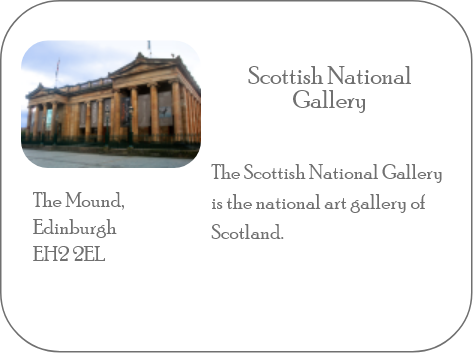 Scottish National
Gallery
The Scottish National Gallery
is the national art gallery of
Scotland.
The Mound,
Edinburgh
EH2 2EL